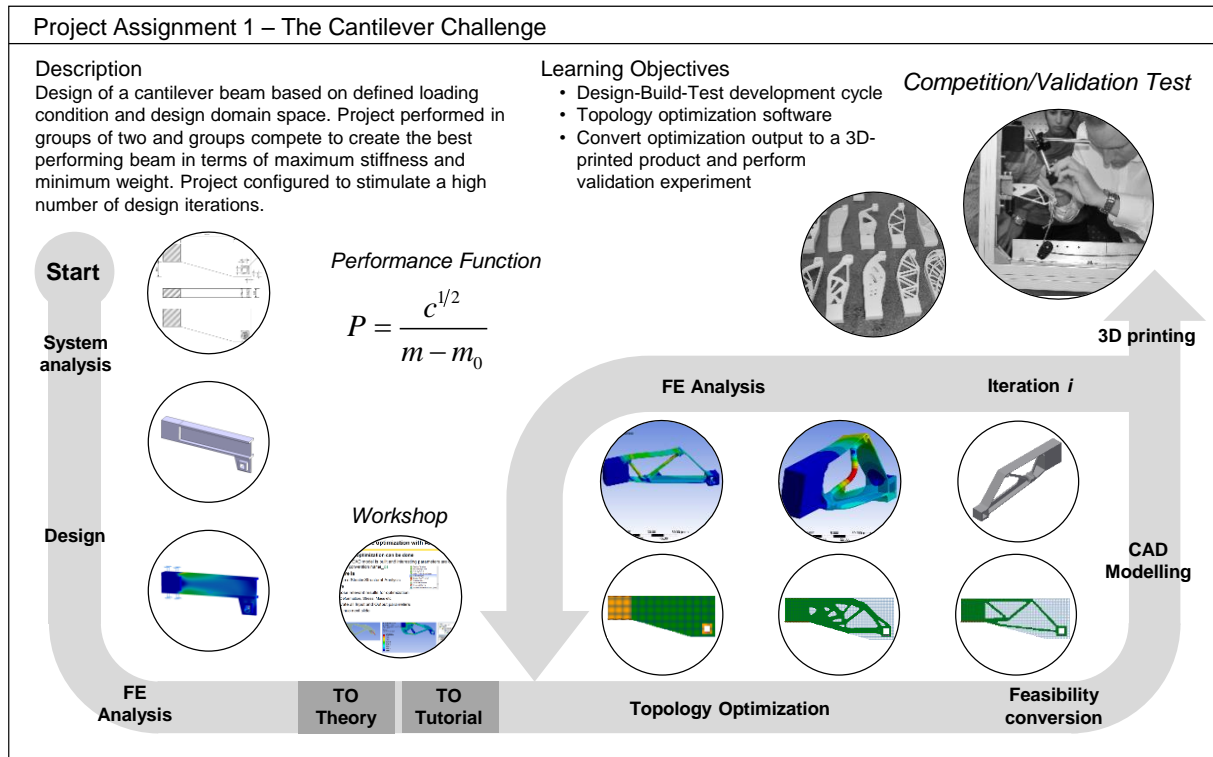 Project Assignment 1 – The Cantilever Challenge
Description
Design of a cantilever beam based on defined loading
condition and design domain space. Project performed in
groups of two and groups compete to create the best
performing beam in terms of maximum stiffness and
minimum weight. Project configured to stimulate a high
number of design iterations.
Learning Objectives
• Design-Build-Test development cycle
• Topology optimization software
• Convert optimization output to a 3D-
printed product and perform
validation experiment
Competition/Validation Test
Start
System
analysis
Performance Function
P = c^{1/2} / (m − m_0)
3D printing
FE Analysis
Iteration i
Design
Workshop
optimization can be done
CAD
Modelling
FE
Analysis
TO
Theory
TO
Tutorial
Topology Optimization
Feasibility
conversion